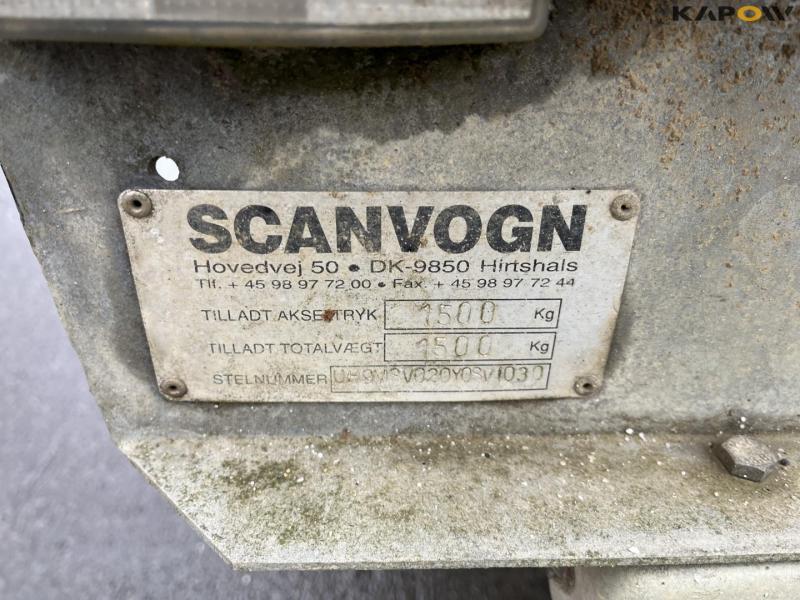 KAPOW
SCANVOGN
Hovedvej 50 • DK-9850 Hirtshals
Tlf. + 45 98 97 72 00 • Fax. + 45 98 97 72 44
TILLADT AKSELTRYK 1500 Kg
TILLADT TOTALVÆGT 1500 Kg
STELNUMMER